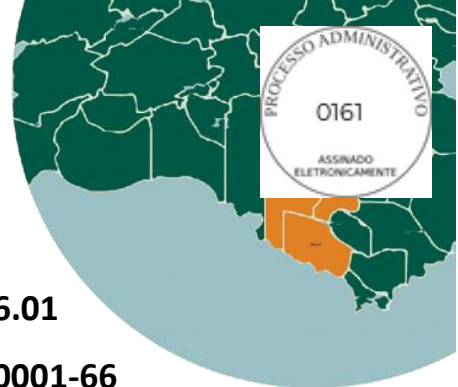 PROCESSO ADMINISTRATIVO
0161
ASSINADO
ELETRONICAMENTE
6.01
0001-66